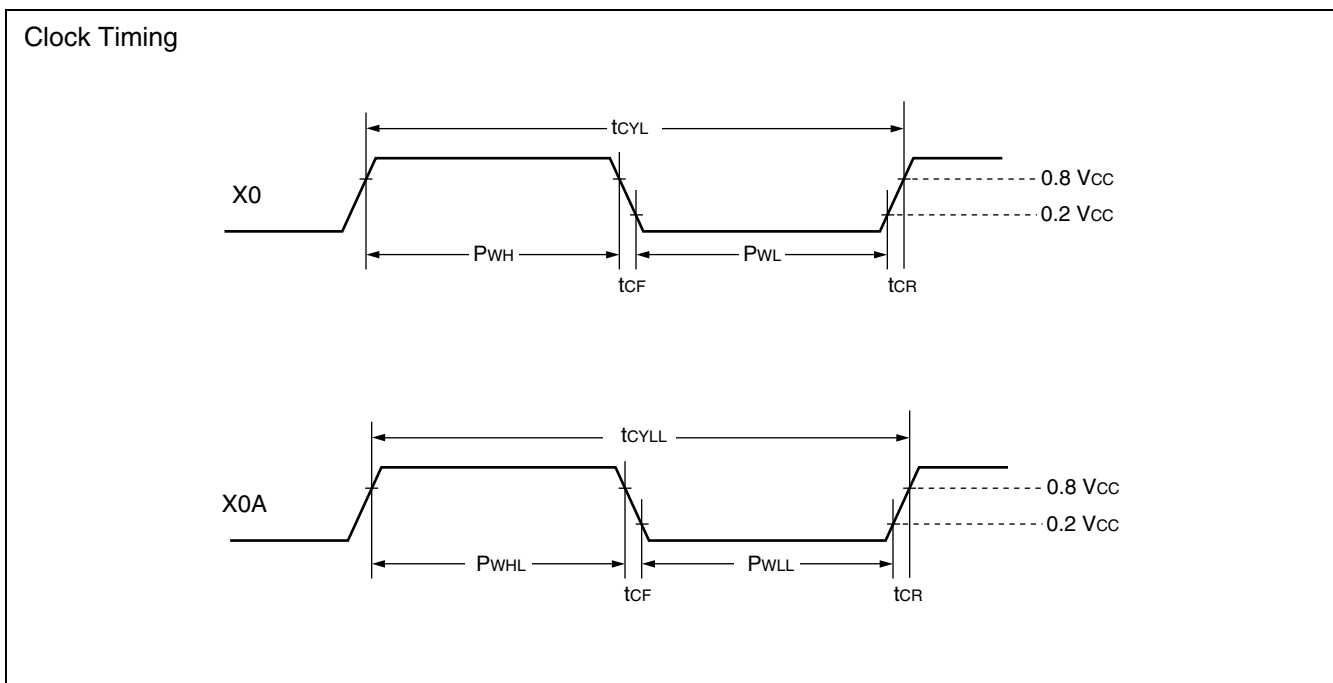 Clock Timing
tCYL
X0
0.8 VCC
0.2 VCC
PWH
PWL
tCF
tCR
tCYLL
X0A
0.8 VCC
0.2 VCC
PWHL
PWLL
tCF
tCR